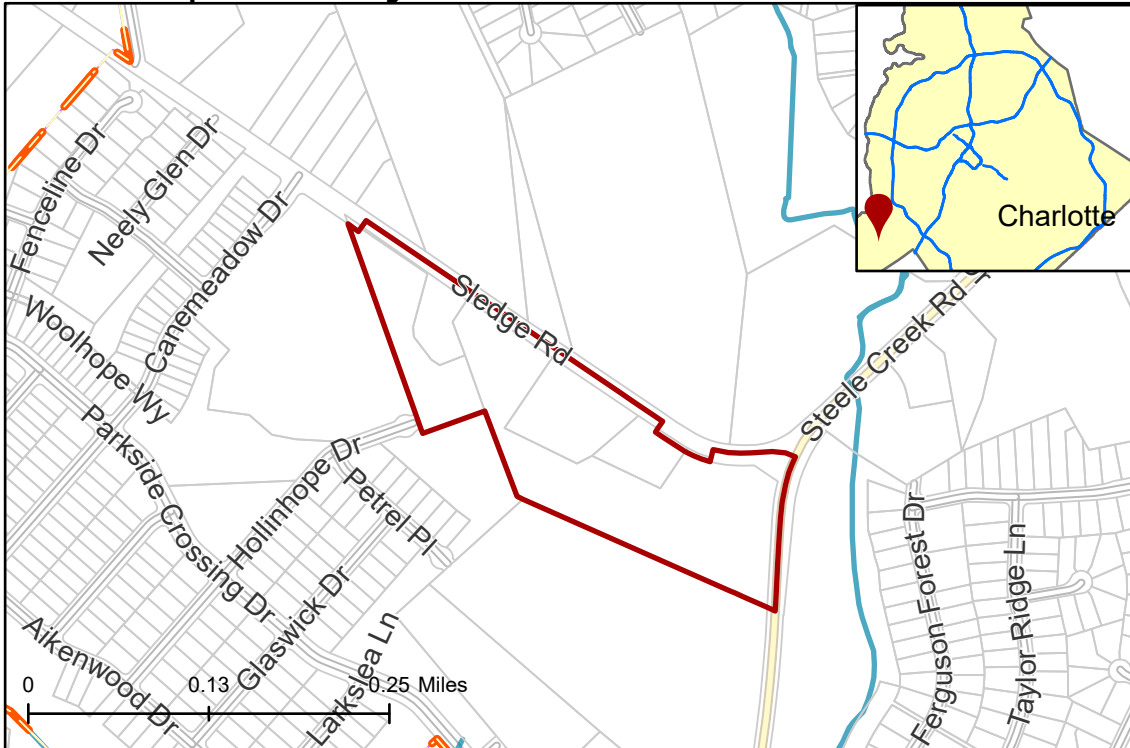 Charlotte
Fenceline Dr
Neely Glen Dr
Canemeadow Dr
Woolhope Wy
Sledge Rd
Steele Creek Rd
Parkside Crossing Dr
Hollinhope Dr
Petrel Pl
Glaswick Dr
Larkslea Ln
Aikenwood Dr
Ferguson Forest Dr
Taylor Ridge Ln
0 0.13 0.25 Miles